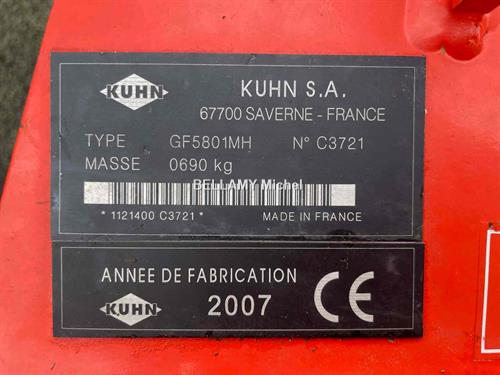 KUHN KUHN S.A.
67700 SAVERNE - FRANCE
TYPE GF5801MH N° C3721
MASSE 0690 kg
BELLAMY Michel
* 1121400 C3721 * MADE IN FRANCE
ANNEE DE FABRICATION
KUHN 2007 CE